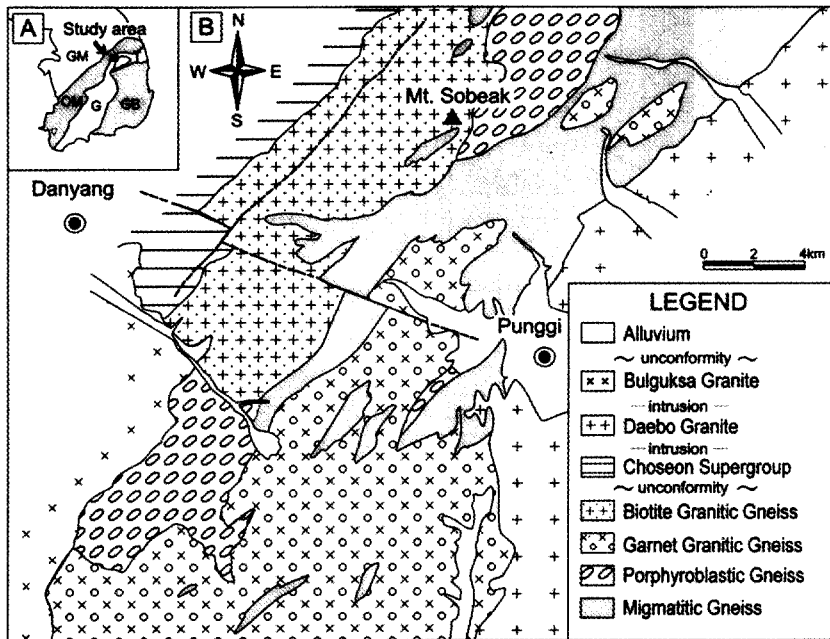 A
Study area
GM
OM
G
GB
B
N
W
E
S
Mt. Sobeak
Danyang
0 2 4km
Punggi
LEGEND
Alluvium
unconformity
Bulguksa Granite
intrusion
Daebo Granite
intrusion
Choseon Supergroup
unconformity
Biotite Granitic Gneiss
Garnet Granitic Gneiss
Porphyroblastic Gneiss
Migmatitic Gneiss